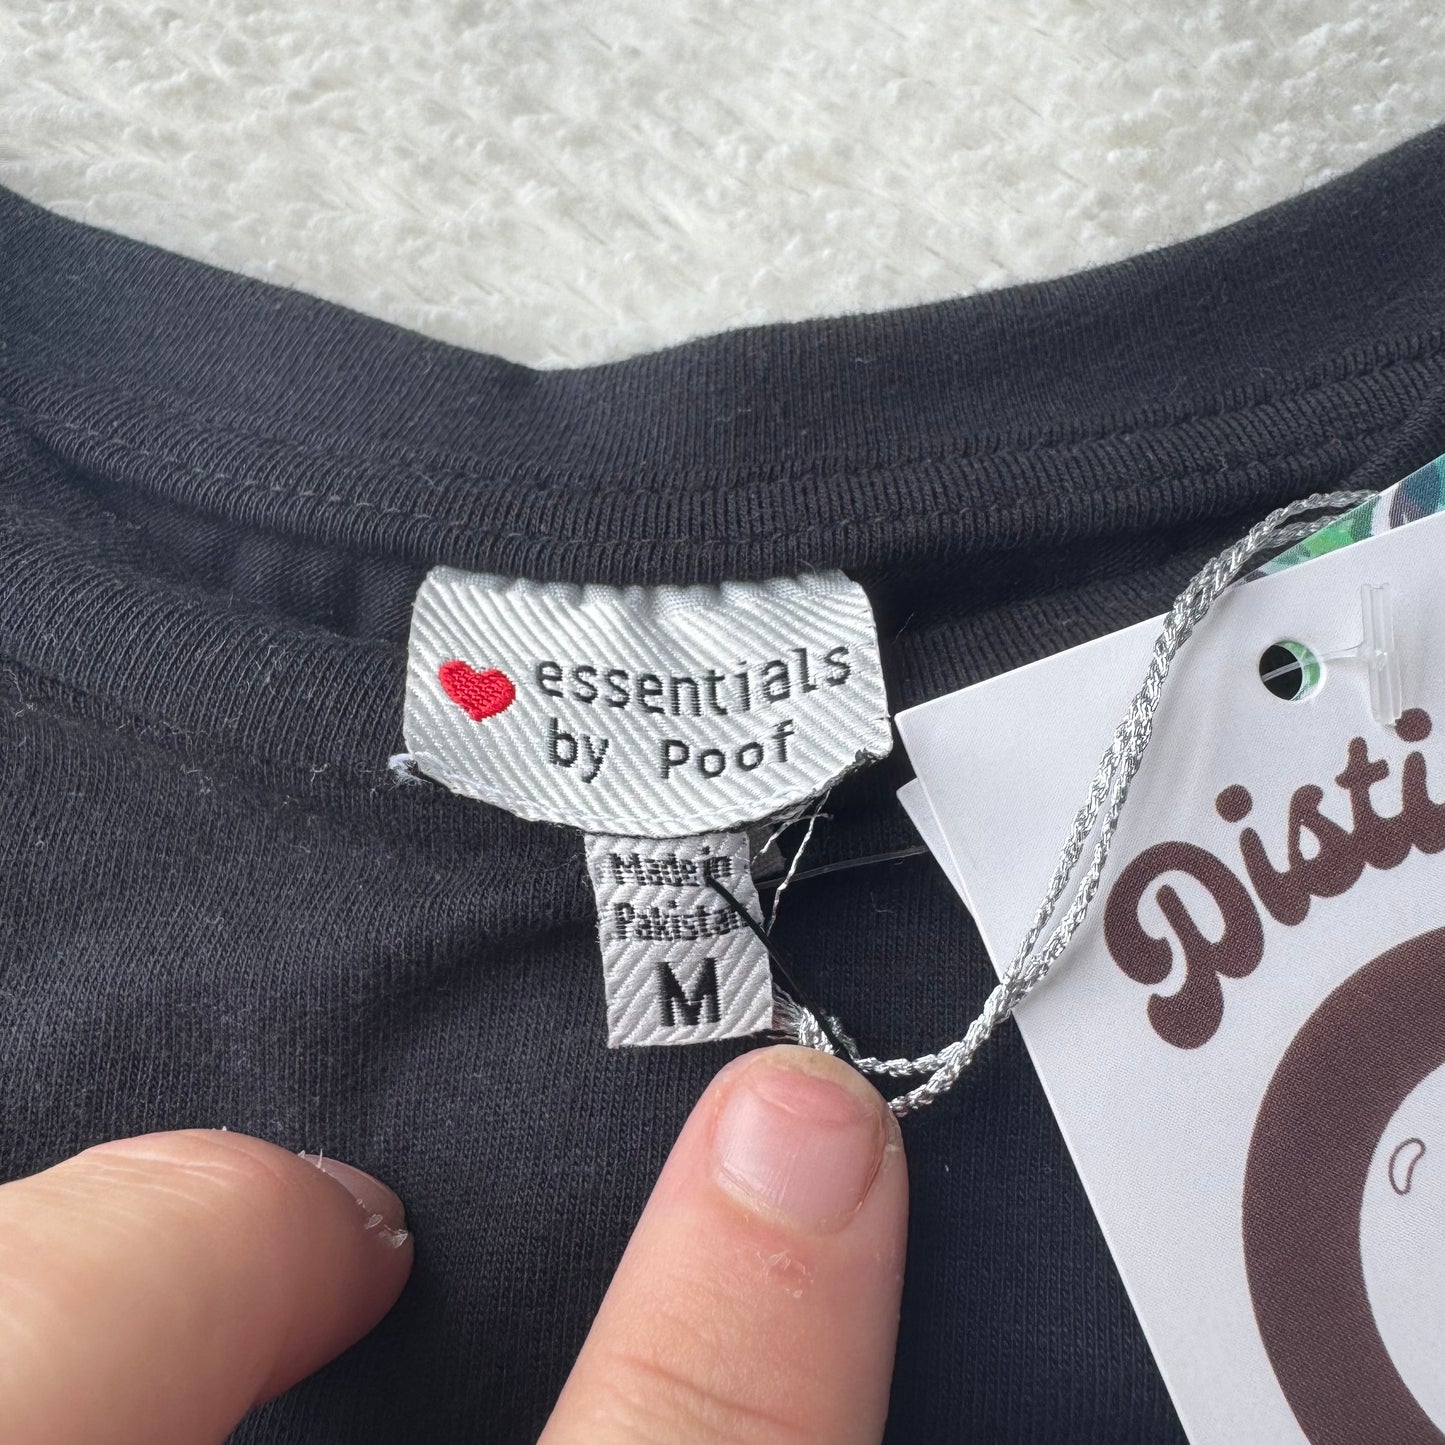 essentials
by Poof
Made in
Pakistan
M
Disti